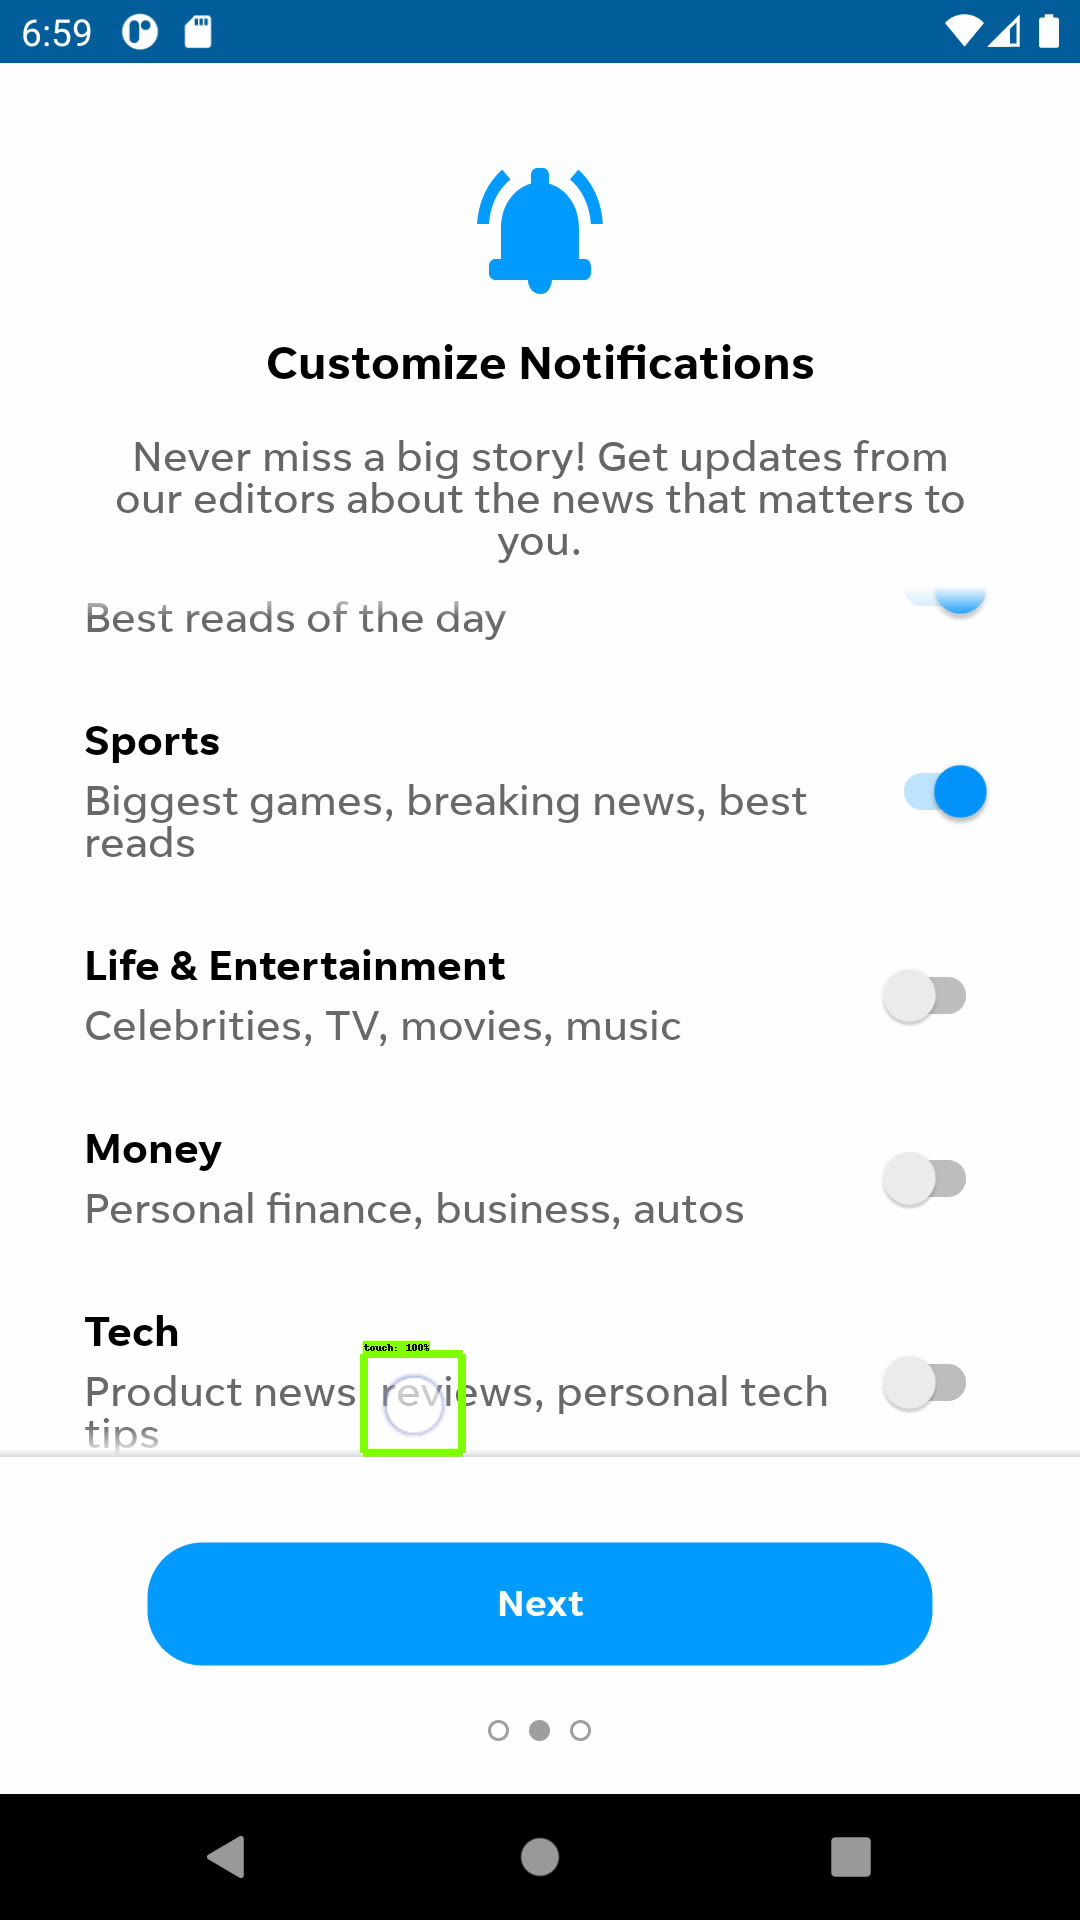 6:59
Customize Notifications
Never miss a big story! Get updates from
our editors about the news that matters to
you.
Best reads of the day
Sports
Biggest games, breaking news, best
reads
Life & Entertainment
Celebrities, TV, movies, music
Money
Personal finance, business, autos
Tech
touch: 100%
Product news, reviews, personal tech
tips
Next